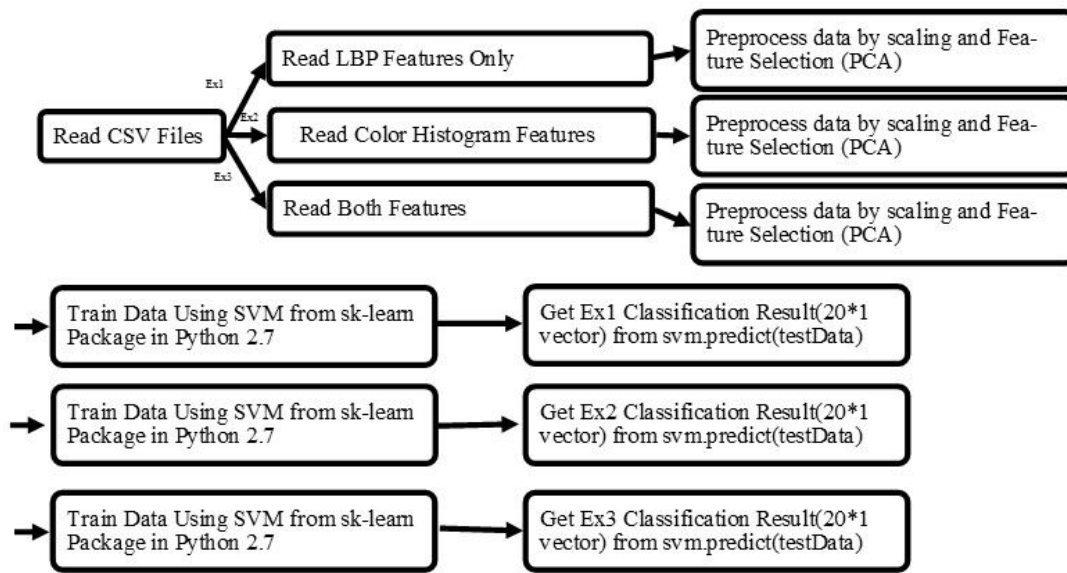 Read LBP Features Only
Preprocess data by scaling and Fea-
ture Selection (PCA)
Ex1
Read CSV Files
Ex2
Read Color Histogram Features
Preprocess data by scaling and Fea-
ture Selection (PCA)
Ex3
Read Both Features
Preprocess data by scaling and Fea-
ture Selection (PCA)
Train Data Using SVM from sk-learn
Package in Python 2.7
Get Ex1 Classification Result(20*1
vector) from svm.predict(testData)
Train Data Using SVM from sk-learn
Package in Python 2.7
Get Ex2 Classification Result(20*1
vector) from svm.predict(testData)
Train Data Using SVM from sk-learn
Package in Python 2.7
Get Ex3 Classification Result(20*1
vector) from svm.predict(testData)